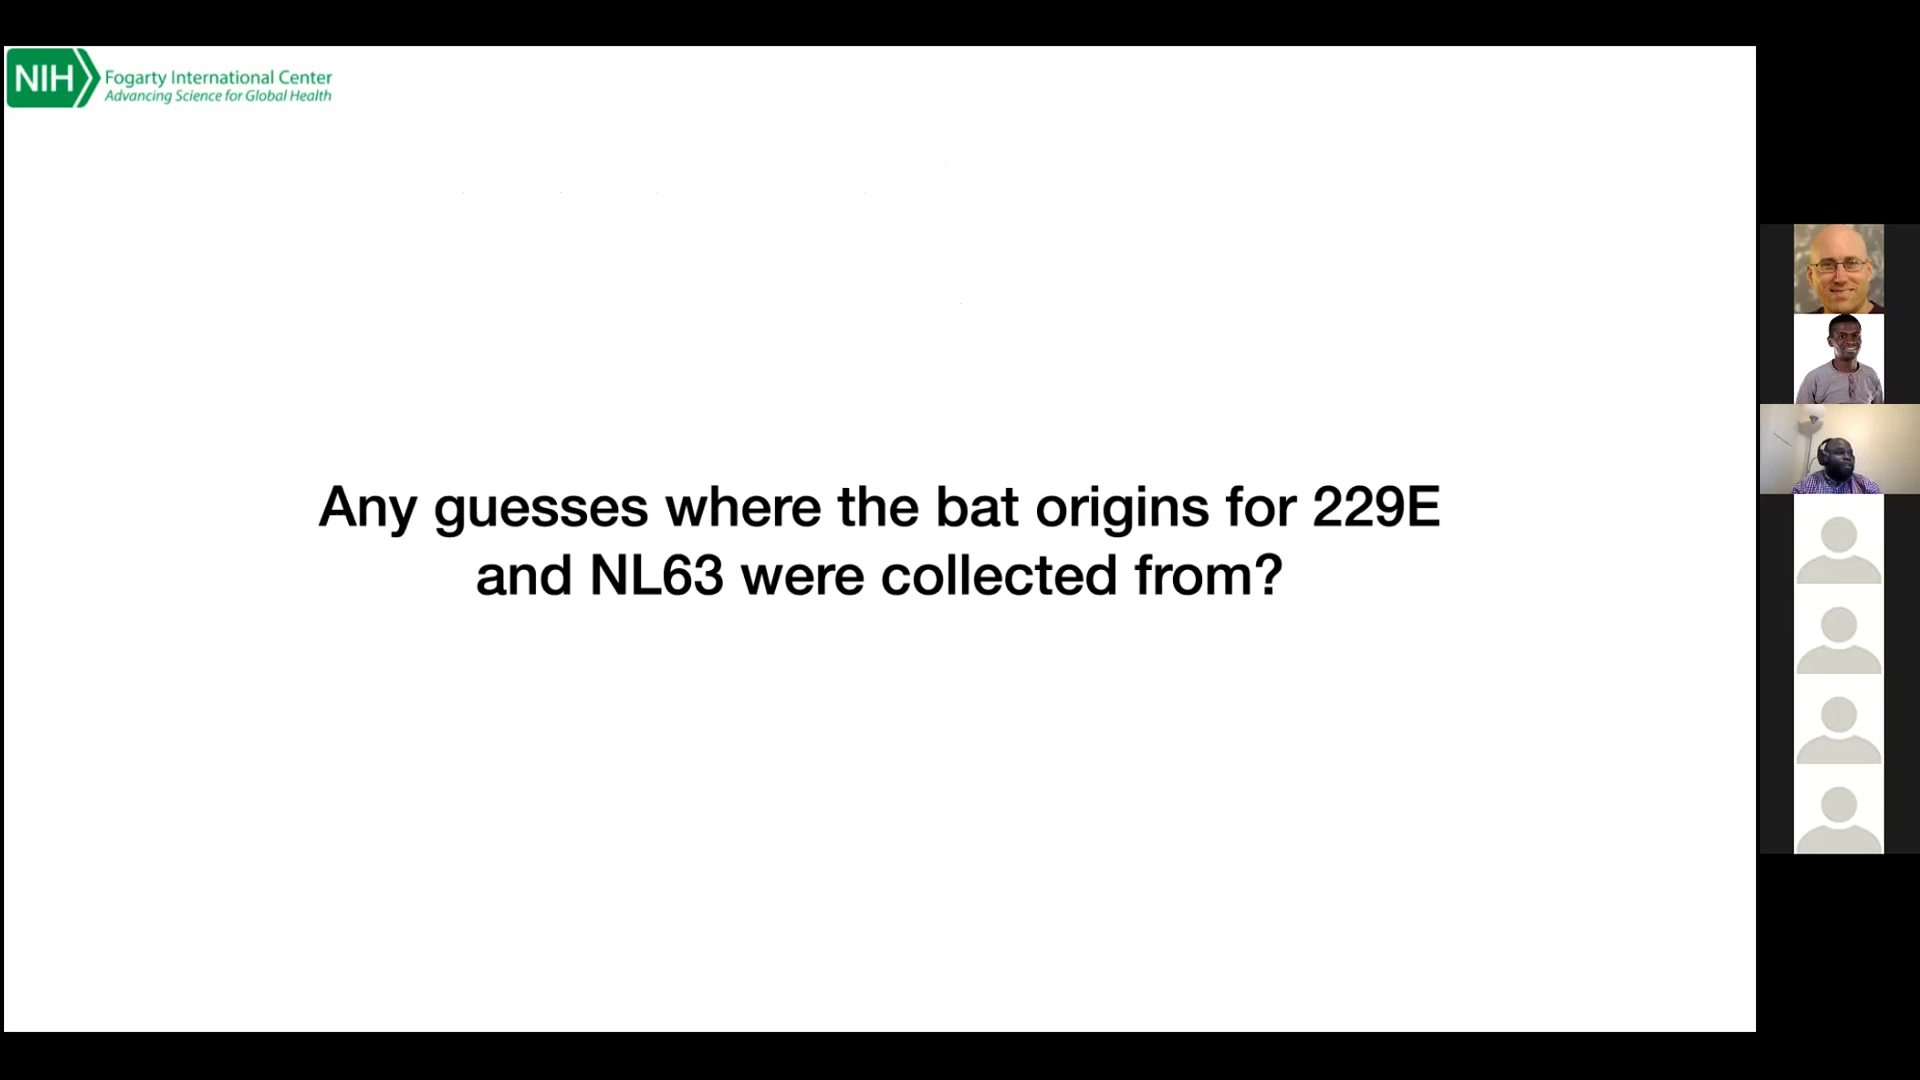 NIH
Fogarty International Center
Advancing Science for Global Health
Any guesses where the bat origins for 229E
and NL63 were collected from?